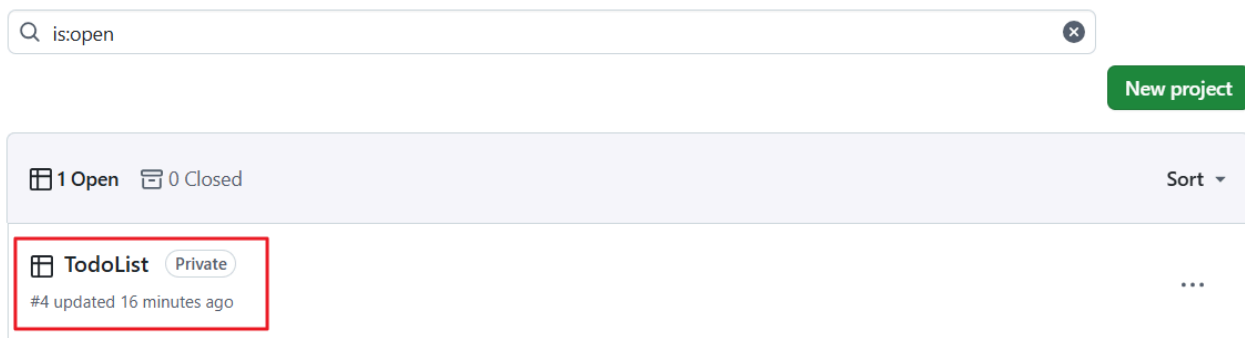 is:open
New project
1 Open 0 Closed
Sort
TodoList Private
#4 updated 16 minutes ago